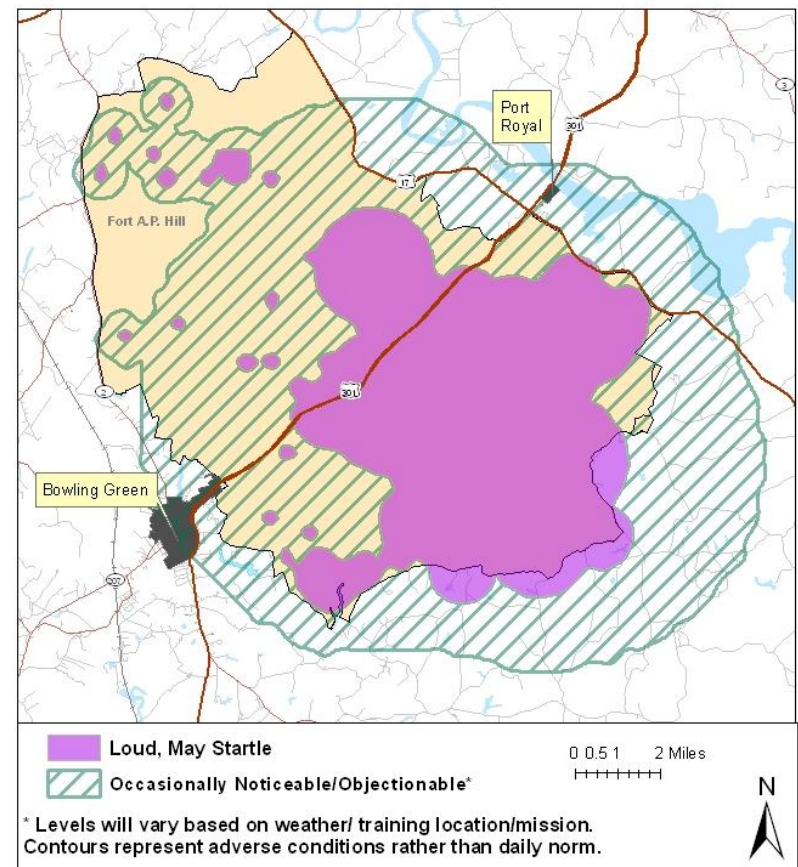 3
Port
Royal
301
17
Fort A.P. Hill
301
2
Bowling Green
207
Loud, May Startle
0 0.5 1 2 Miles
Occasionally Noticeable/Objectionable*
N
* Levels will vary based on weather/ training location/mission.
Contours represent adverse conditions rather than daily norm.